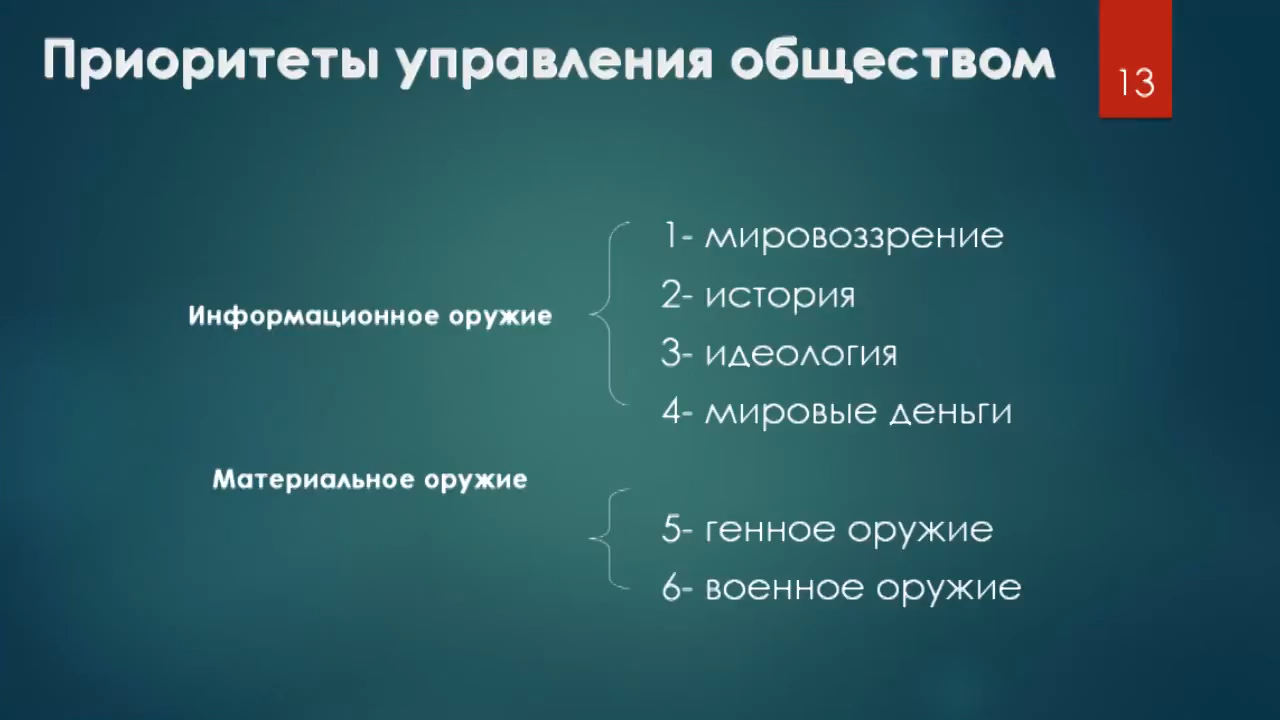 Приоритеты управления обществом
13
1- мировоззрение
2- история
Информационное оружие
3- идеология
4- мировые деньги
Материальное оружие
5- генное оружие
6- военное оружие